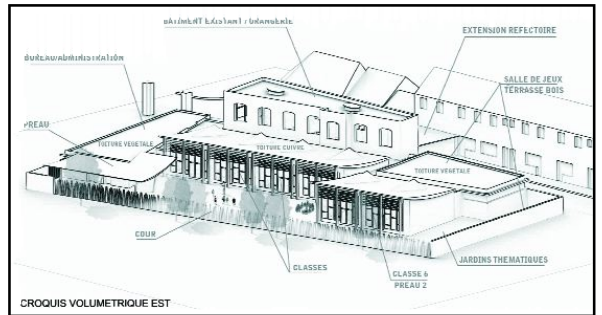 BATIMENT EXISTANT / ORANGERIE
EXTENSION REFECTOIRE
BUREAU/ADMINISTRATION
SALLE DE JEUX
TERRASSE BOIS
PREAU
TOITURE VEGETALE
TOITURE CUIVRE
TOITURE VEGETALE
COUR
CLASSES
CLASSE 6
PREAU 2
JARDINS THEMATIQUES
CROQUIS VOLUMETRIQUE EST